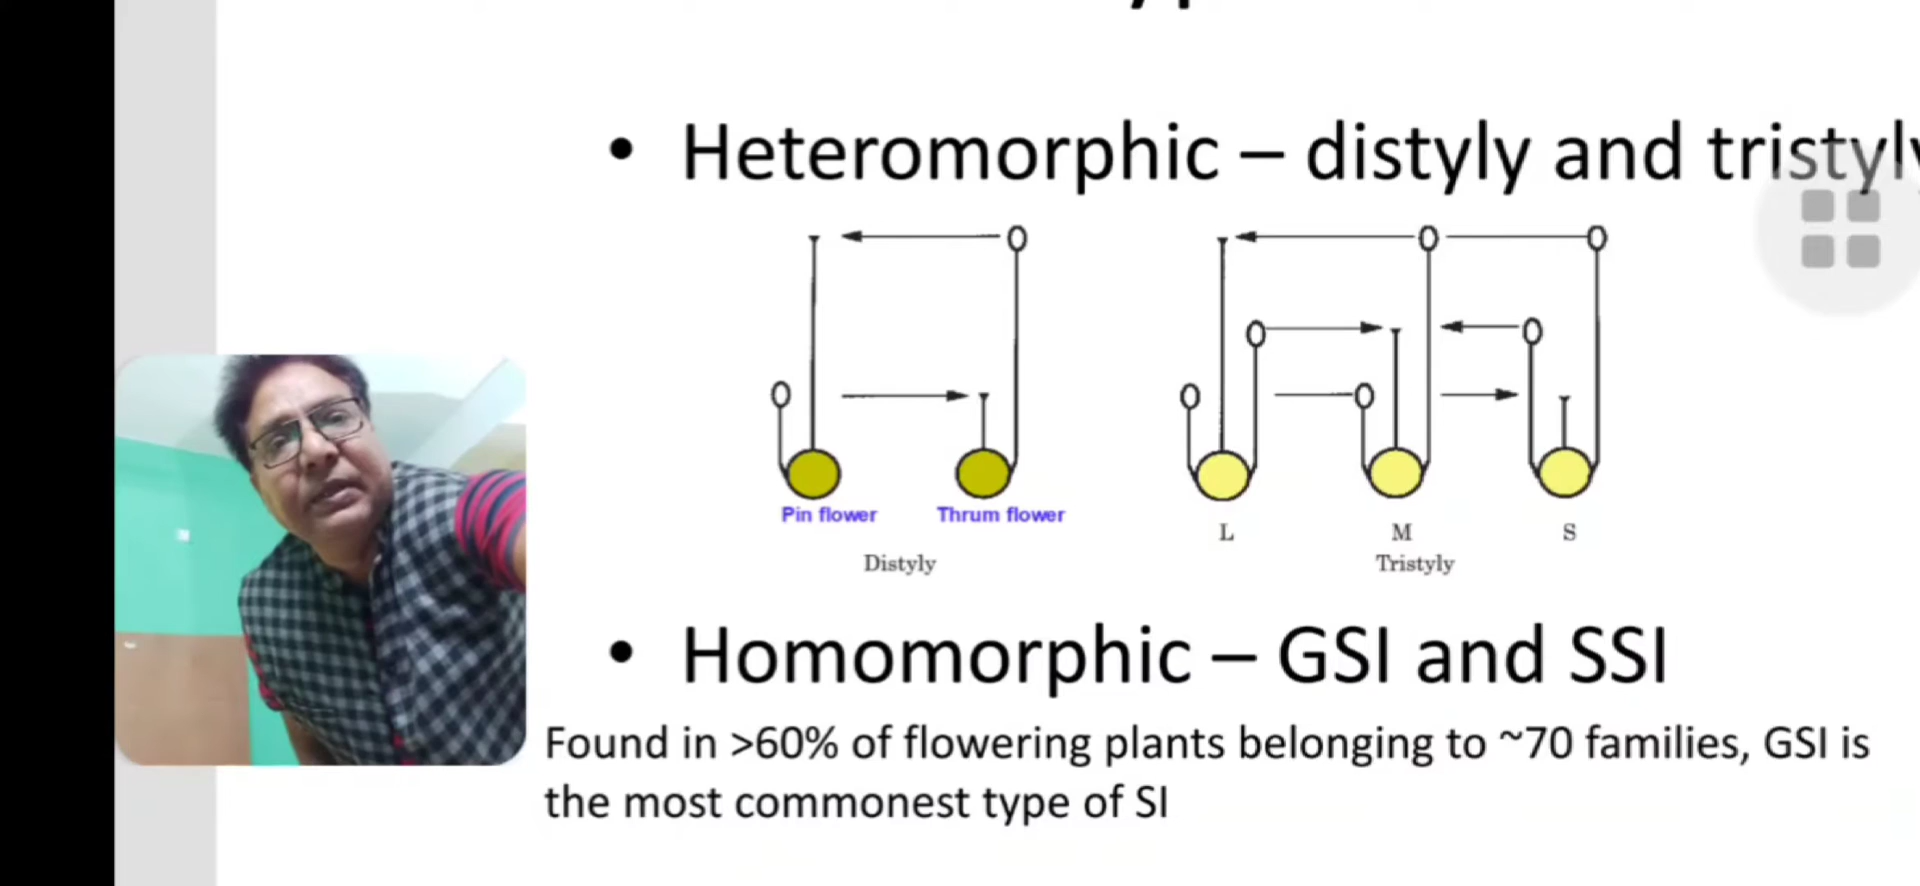 • Heteromorphic – distyly and tristyly
Pin flower Thrum flower
L M S
Distyly Tristyly
• Homomorphic – GSI and SSI
Found in >60% of flowering plants belonging to ~70 families, GSI is
the most commonest type of SI